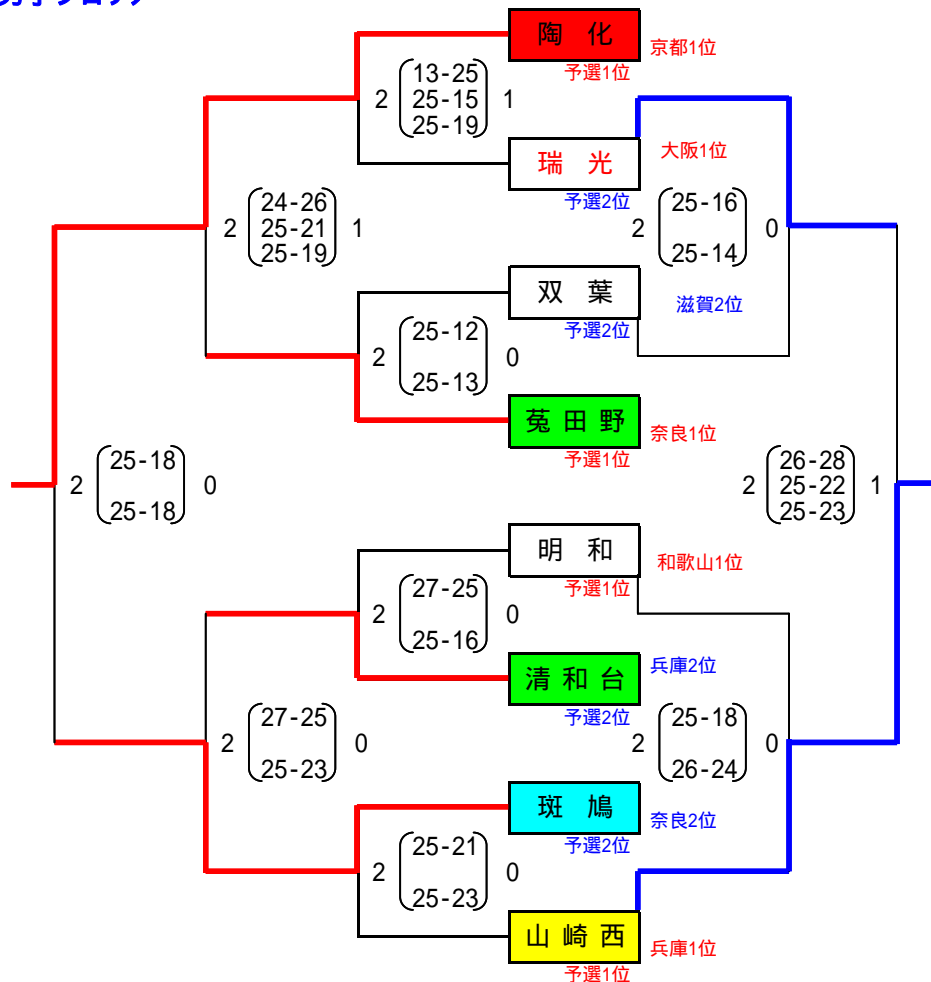 陶 化
京都1位
予選1位
2
13-25
25-15
25-19
1
瑞 光
大阪1位
予選2位
2
24-26
25-21
25-19
1
2
25-16
25-14
0
双 葉
滋賀2位
予選2位
2
25-12
25-13
0
菟 田 野
奈良1位
予選1位
2
25-18
25-18
0
2
26-28
25-22
25-23
1
明 和
和歌山1位
予選1位
2
27-25
25-16
0
清 和 台
兵庫2位
予選2位
2
27-25
25-23
0
2
25-18
26-24
0
斑 鳩
奈良2位
予選2位
2
25-21
25-23
0
山 崎 西
兵庫1位
予選1位